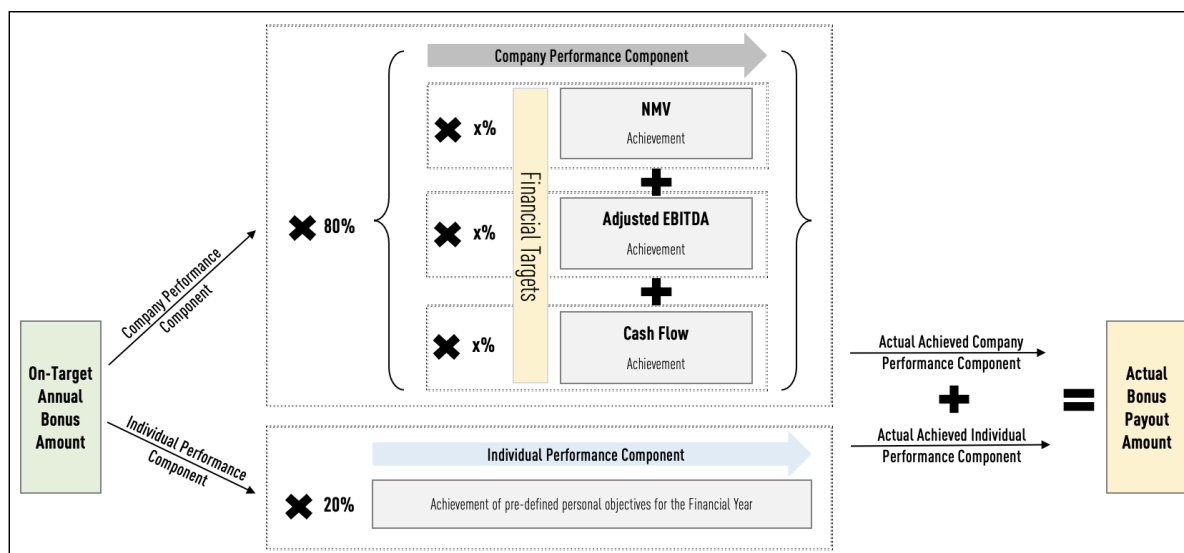 Company Performance Component
NMV
Achievement
x%
Financial Targets
Adjusted EBITDA
Achievement
x%
80%
Cash Flow
Achievement
x%
Company Performance
Component
On-Target
Annual
Bonus
Amount
Individual Performance
Component
Individual Performance Component
20%
Achievement of pre-defined personal objectives for the Financial Year
Actual Achieved Company
Performance Component
Actual Achieved Individual
Performance Component
Actual
Bonus
Payout
Amount